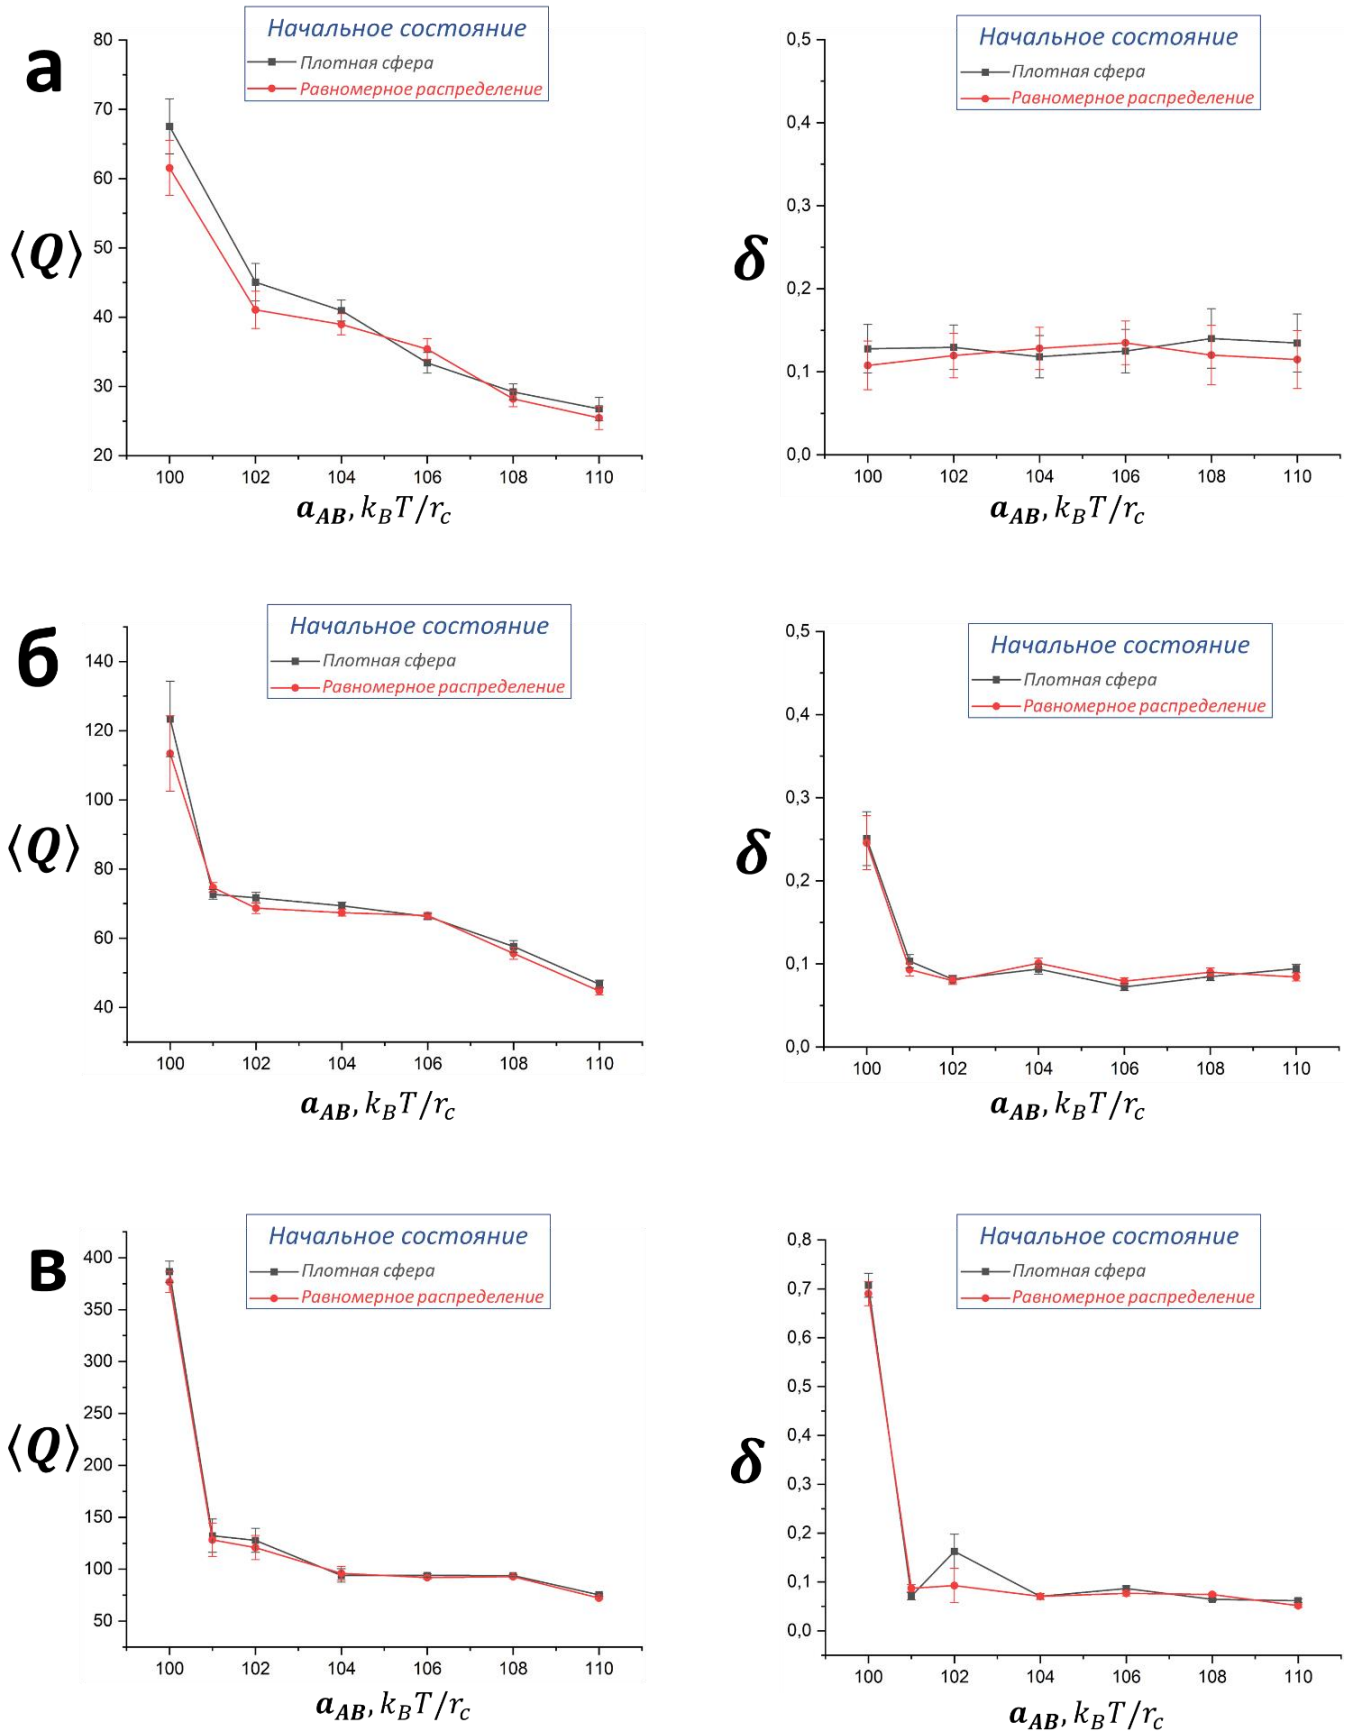 а
Начальное состояние
Плотная сфера
Равномерное распределение
⟨Q⟩
80
70
60
50
40
30
20
100 102 104 106 108 110
a_AB, k_BT/r_c
Начальное состояние
Плотная сфера
Равномерное распределение
δ
0,5
0,4
0,3
0,2
0,1
0,0
100 102 104 106 108 110
a_AB, k_BT/r_c
б
Начальное состояние
Плотная сфера
Равномерное распределение
⟨Q⟩
140
120
100
80
60
40
100 102 104 106 108 110
a_AB, k_BT/r_c
Начальное состояние
Плотная сфера
Равномерное распределение
δ
0,5
0,4
0,3
0,2
0,1
0,0
100 102 104 106 108 110
a_AB, k_BT/r_c
в
Начальное состояние
Плотная сфера
Равномерное распределение
⟨Q⟩
400
350
300
250
200
150
100
50
100 102 104 106 108 110
a_AB, k_BT/r_c
Начальное состояние
Плотная сфера
Равномерное распределение
δ
0,8
0,7
0,6
0,5
0,4
0,3
0,2
0,1
0,0
100 102 104 106 108 110
a_AB, k_BT/r_c